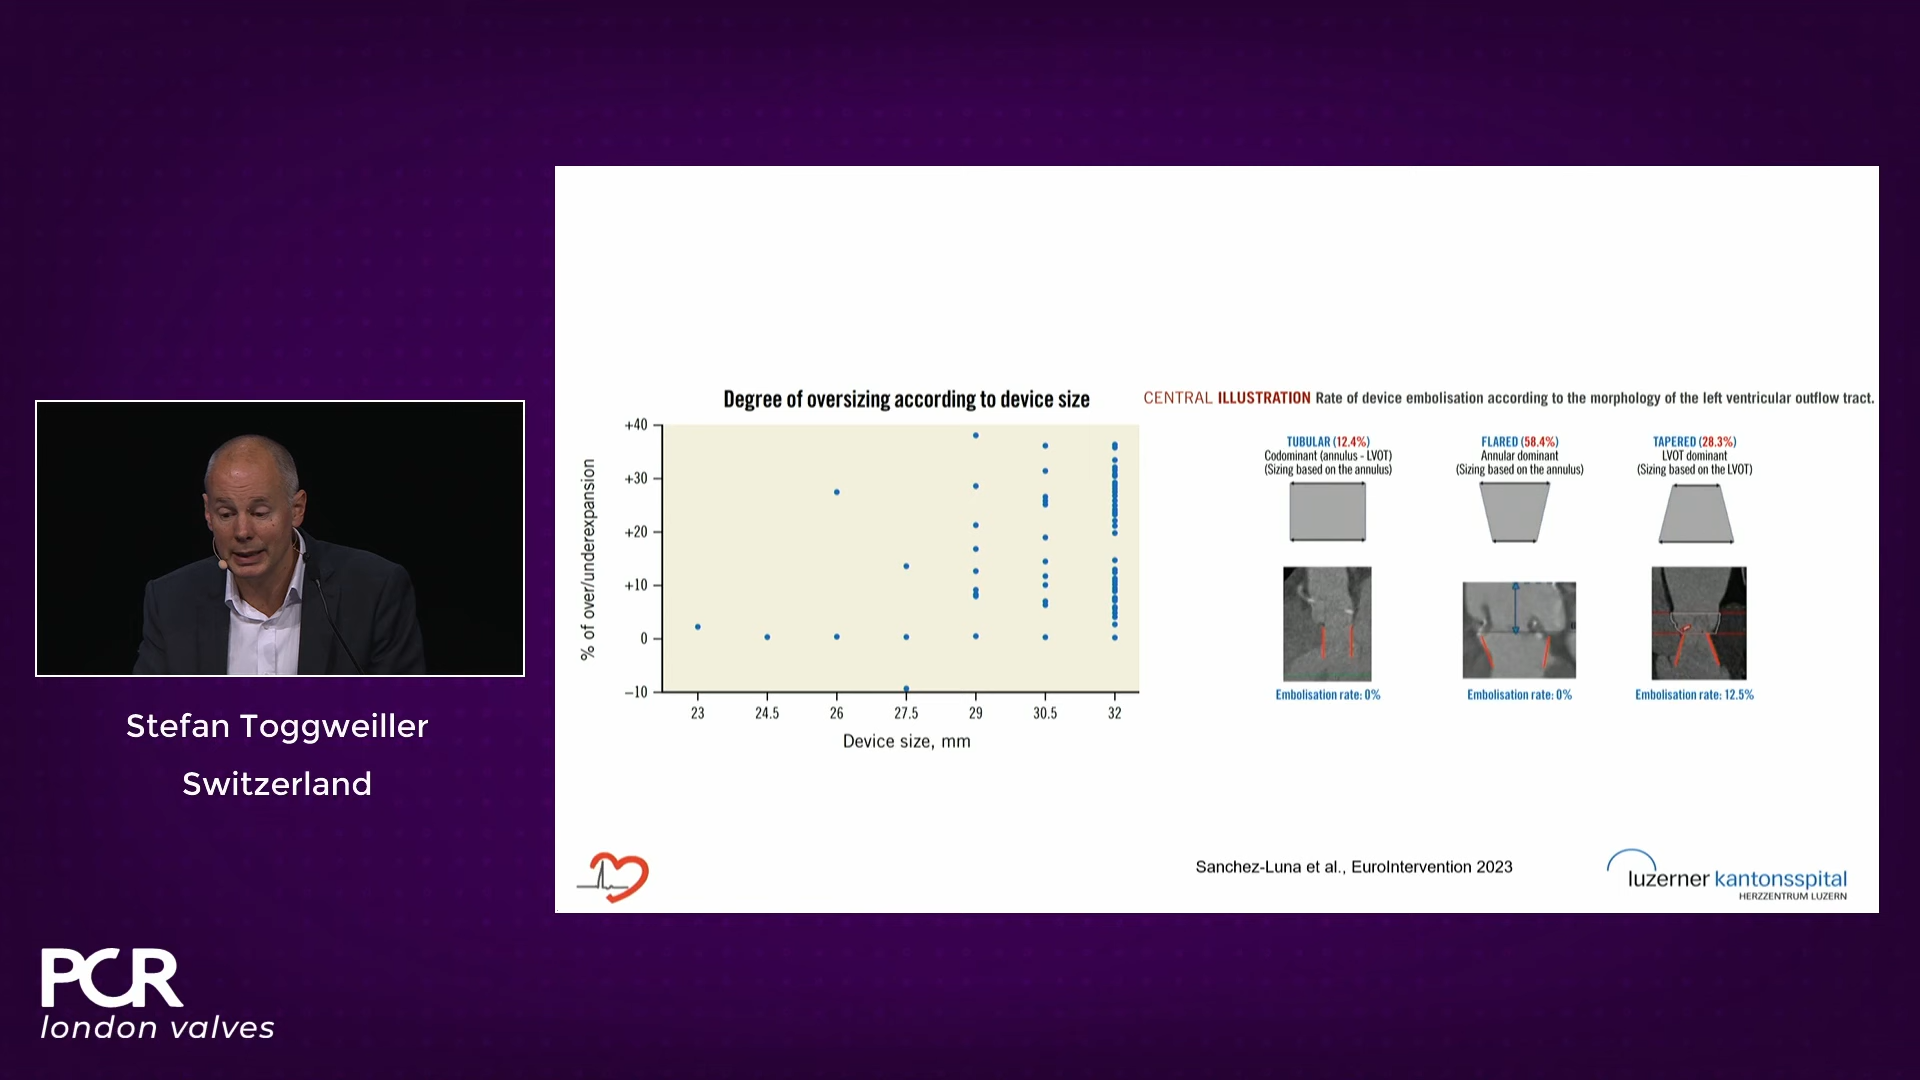 Degree of oversizing according to device size
% of over/underexpansion
+40
+30
+20
+10
0
−10
23 24.5 26 27.5 29 30.5 32
Device size, mm
CENTRAL ILLUSTRATION Rate of device embolisation according to the morphology of the left ventricular outflow tract.
TUBULAR (12.4%)
Codominant (annulus - LVOT)
(Sizing based on the annulus)
Embolisation rate: 0%
FLARED (58.4%)
Annular dominant
(Sizing based on the annulus)
Embolisation rate: 0%
TAPERED (28.3%)
LVOT dominant
(Sizing based on the LVOT)
Embolisation rate: 12.5%
Sanchez-Luna et al., EuroIntervention 2023
luzerner kantonsspital
HERZZENTRUM LUZERN
Stefan Toggweiller
Switzerland
PCR
london valves